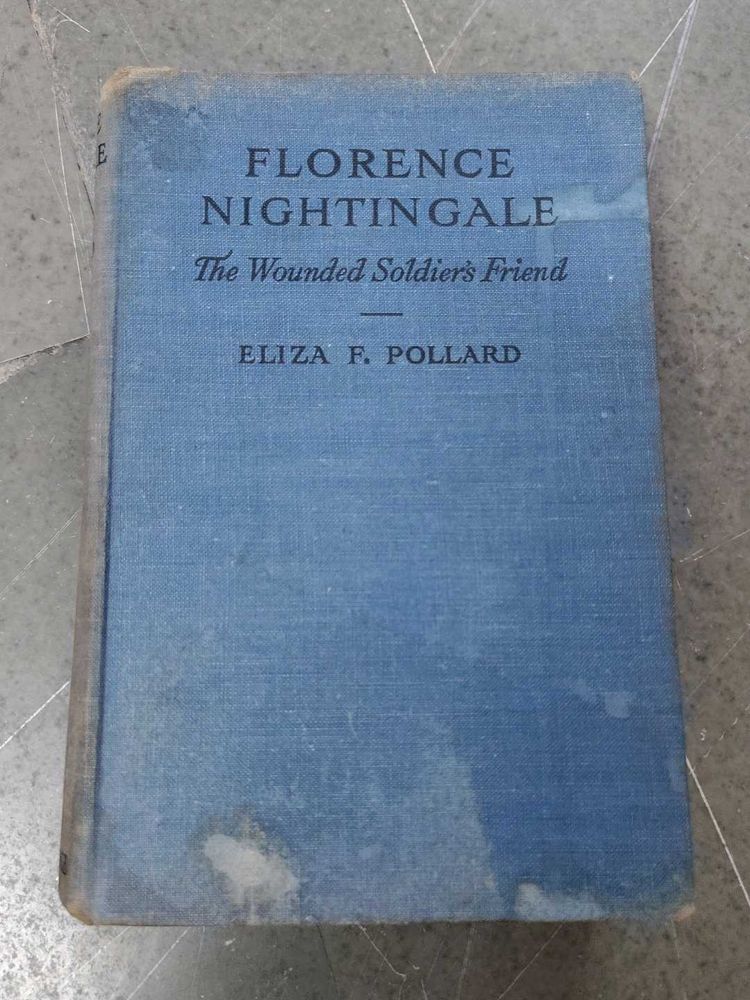 FLORENCE
NIGHTINGALE
The Wounded Soldier's Friend
ELIZA F. POLLARD
E
E